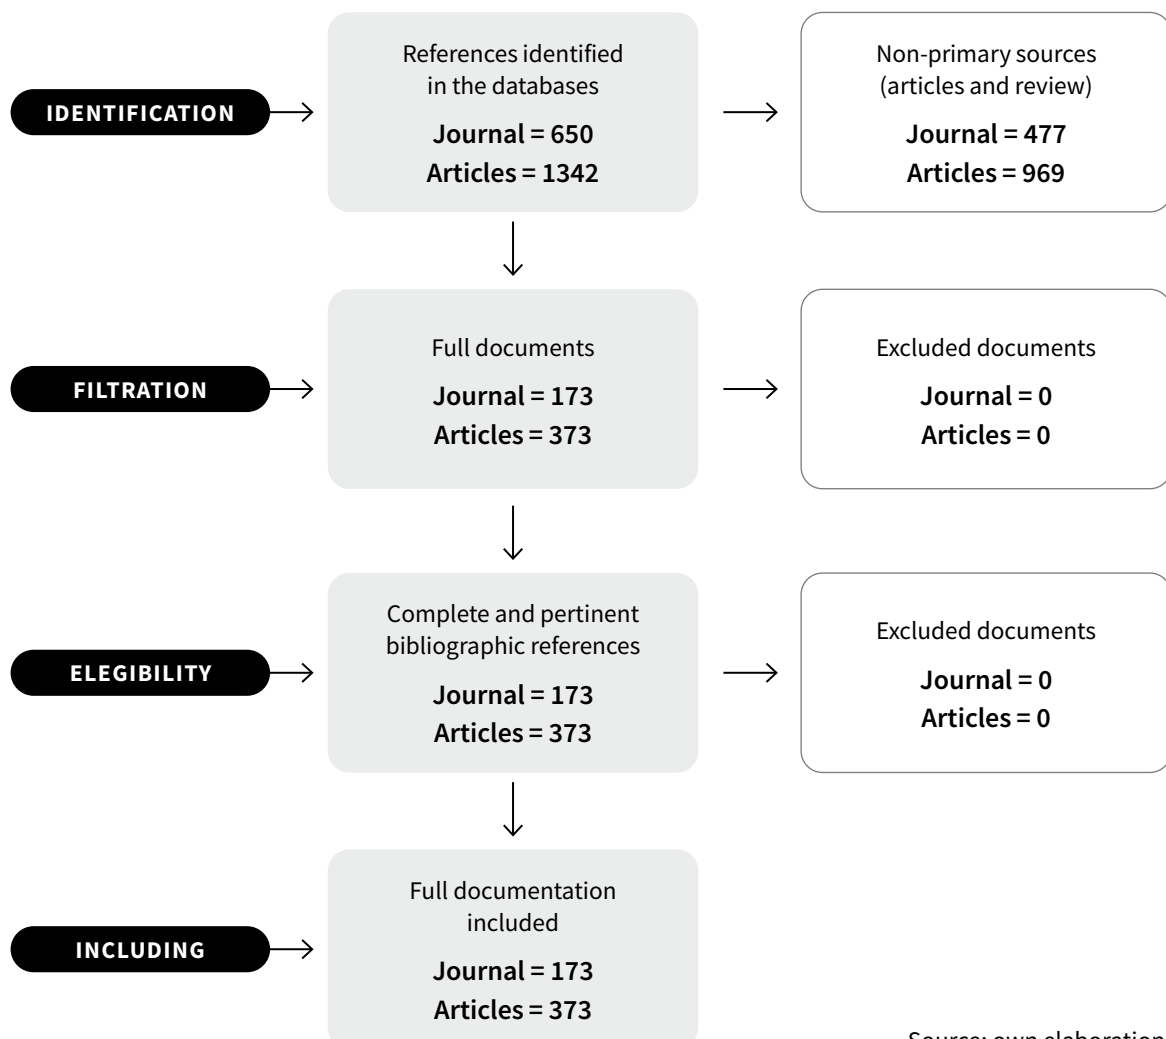 IDENTIFICATION
References identified
in the databases
Journal = 650
Articles = 1342
Non-primary sources
(articles and review)
Journal = 477
Articles = 969
FILTRATION
Full documents
Journal = 173
Articles = 373
Excluded documents
Journal = 0
Articles = 0
ELEGIBILITY
Complete and pertinent
bibliographic references
Journal = 173
Articles = 373
Excluded documents
Journal = 0
Articles = 0
INCLUDING
Full documentation
included
Journal = 173
Articles = 373
Source: own elaboration